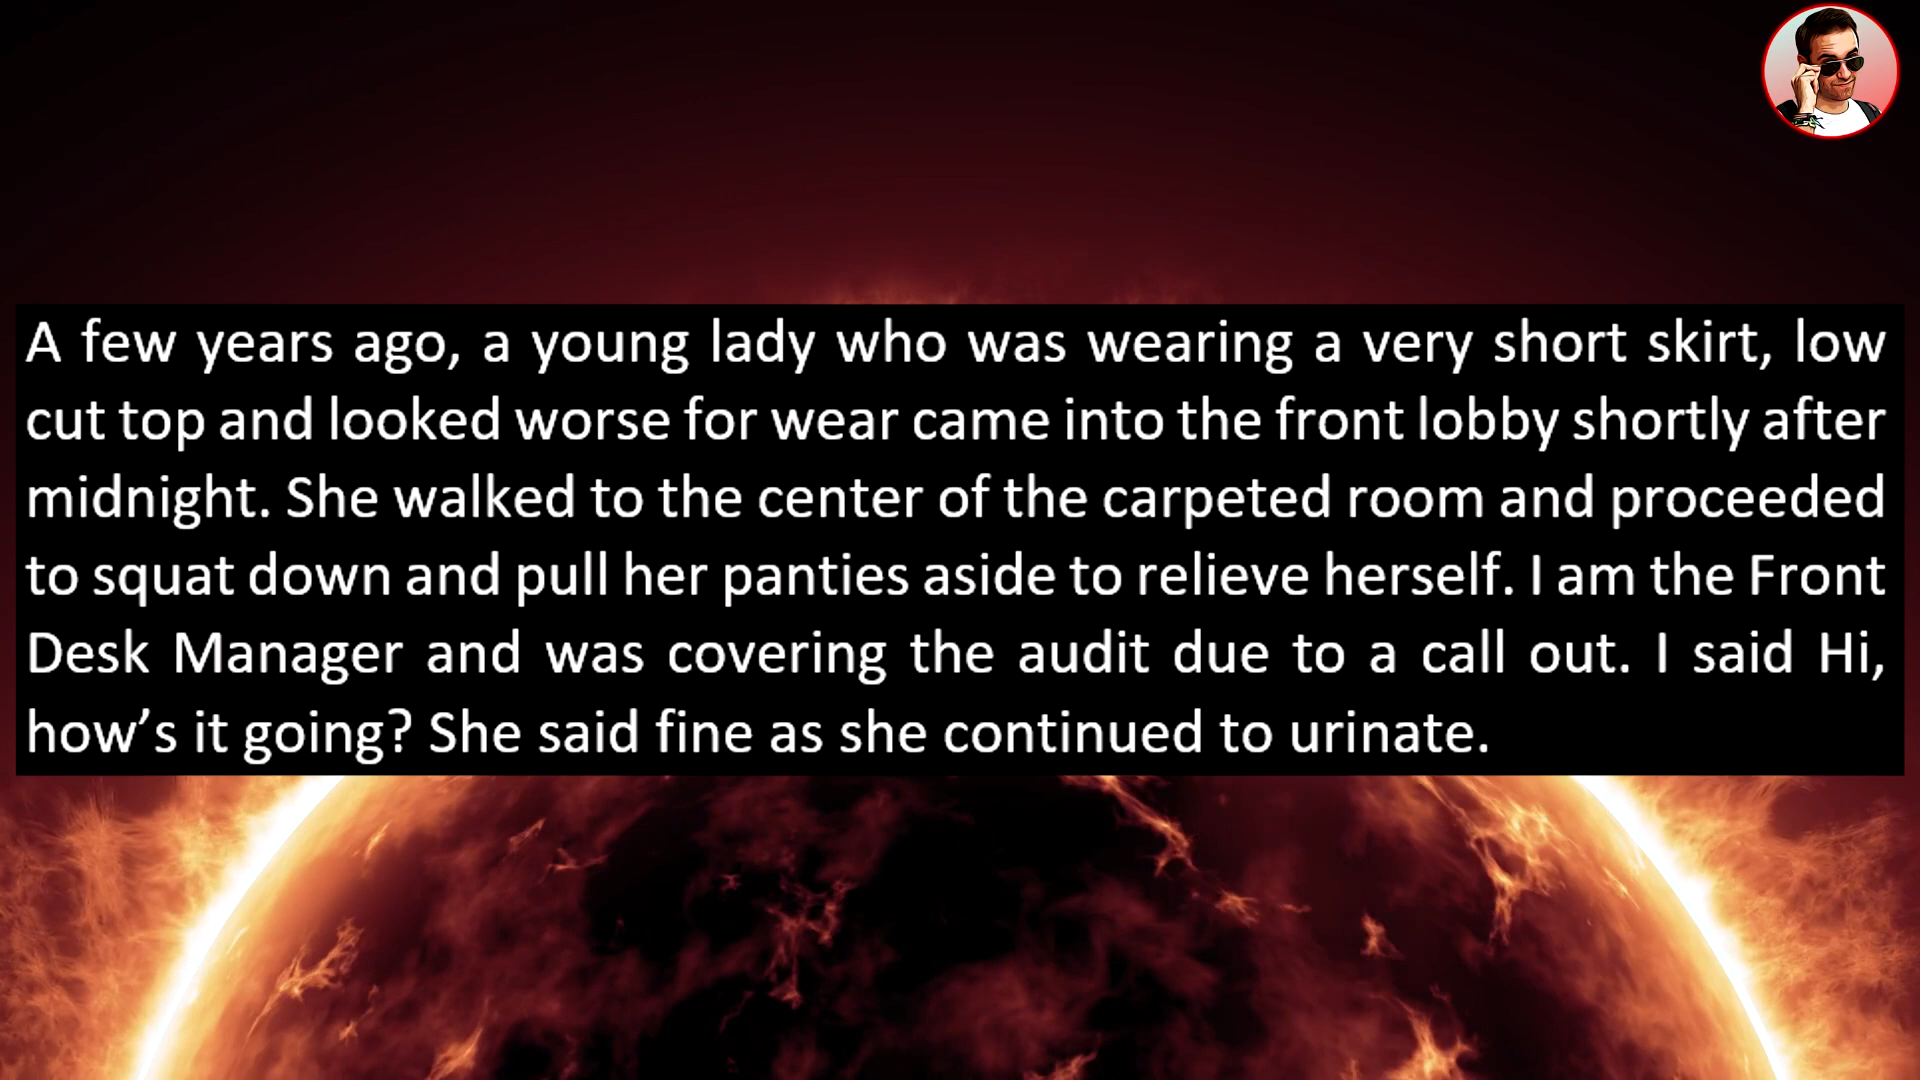 A few years ago, a young lady who was wearing a very short skirt, low
cut top and looked worse for wear came into the front lobby shortly after
midnight. She walked to the center of the carpeted room and proceeded
to squat down and pull her panties aside to relieve herself. I am the Front
Desk Manager and was covering the audit due to a call out. I said Hi,
how’s it going? She said fine as she continued to urinate.